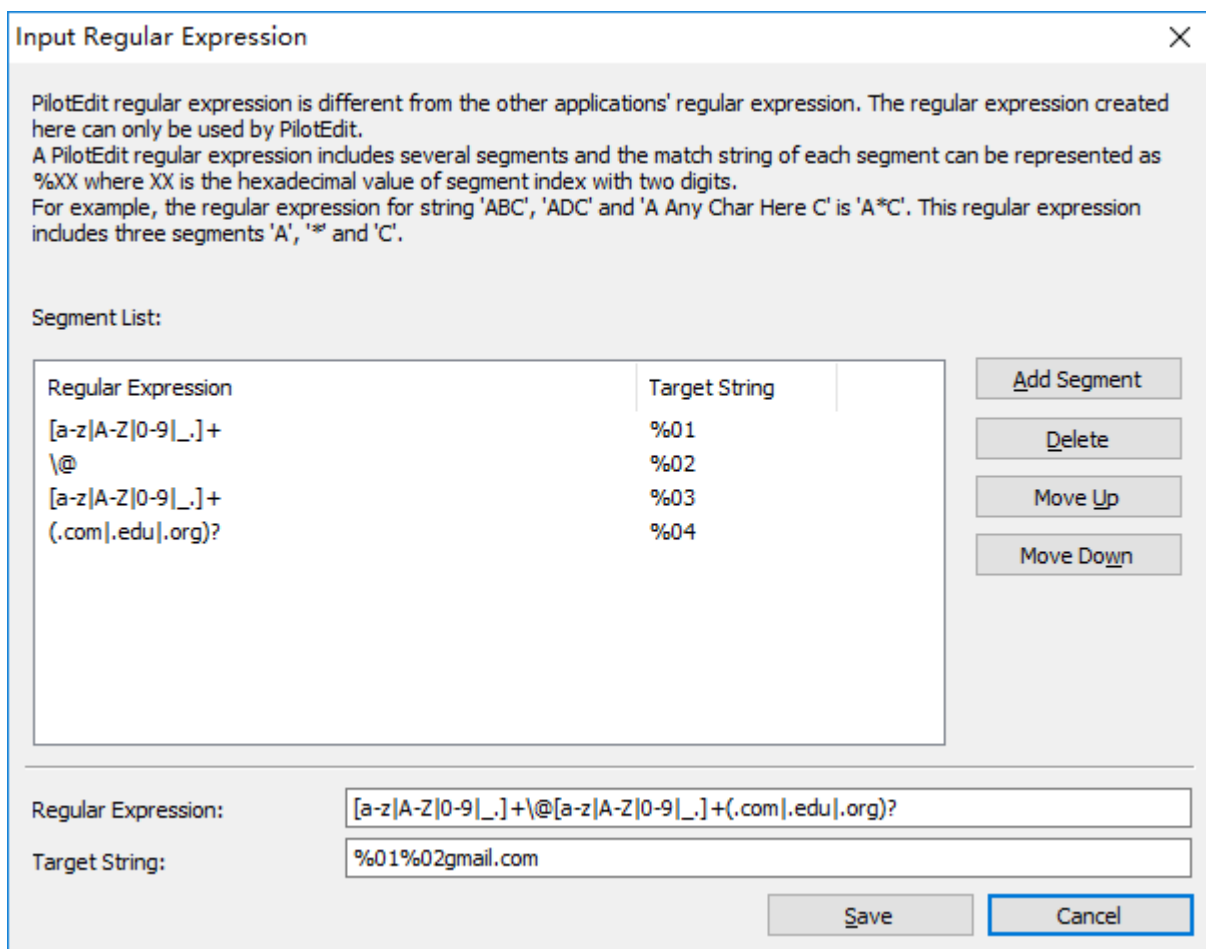 Input Regular Expression
PilotEdit regular expression is different from the other applications' regular expression. The regular expression created
here can only be used by PilotEdit.
A PilotEdit regular expression includes several segments and the match string of each segment can be represented as
%XX where XX is the hexadecimal value of segment index with two digits.
For example, the regular expression for string 'ABC', 'ADC' and 'A Any Char Here C' is 'A*C'. This regular expression
includes three segments 'A', '*' and 'C'.
Segment List:
Regular Expression Target String
[a-z|A-Z|0-9|_.]+ %01
\@ %02
[a-z|A-Z|0-9|_.]+ %03
(.com|.edu|.org)? %04
Add Segment
Delete
Move Up
Move Down
Regular Expression: [a-z|A-Z|0-9|_.]+\@[a-z|A-Z|0-9|_.]+(.com|.edu|.org)?
Target String: %01%02gmail.com
Save Cancel